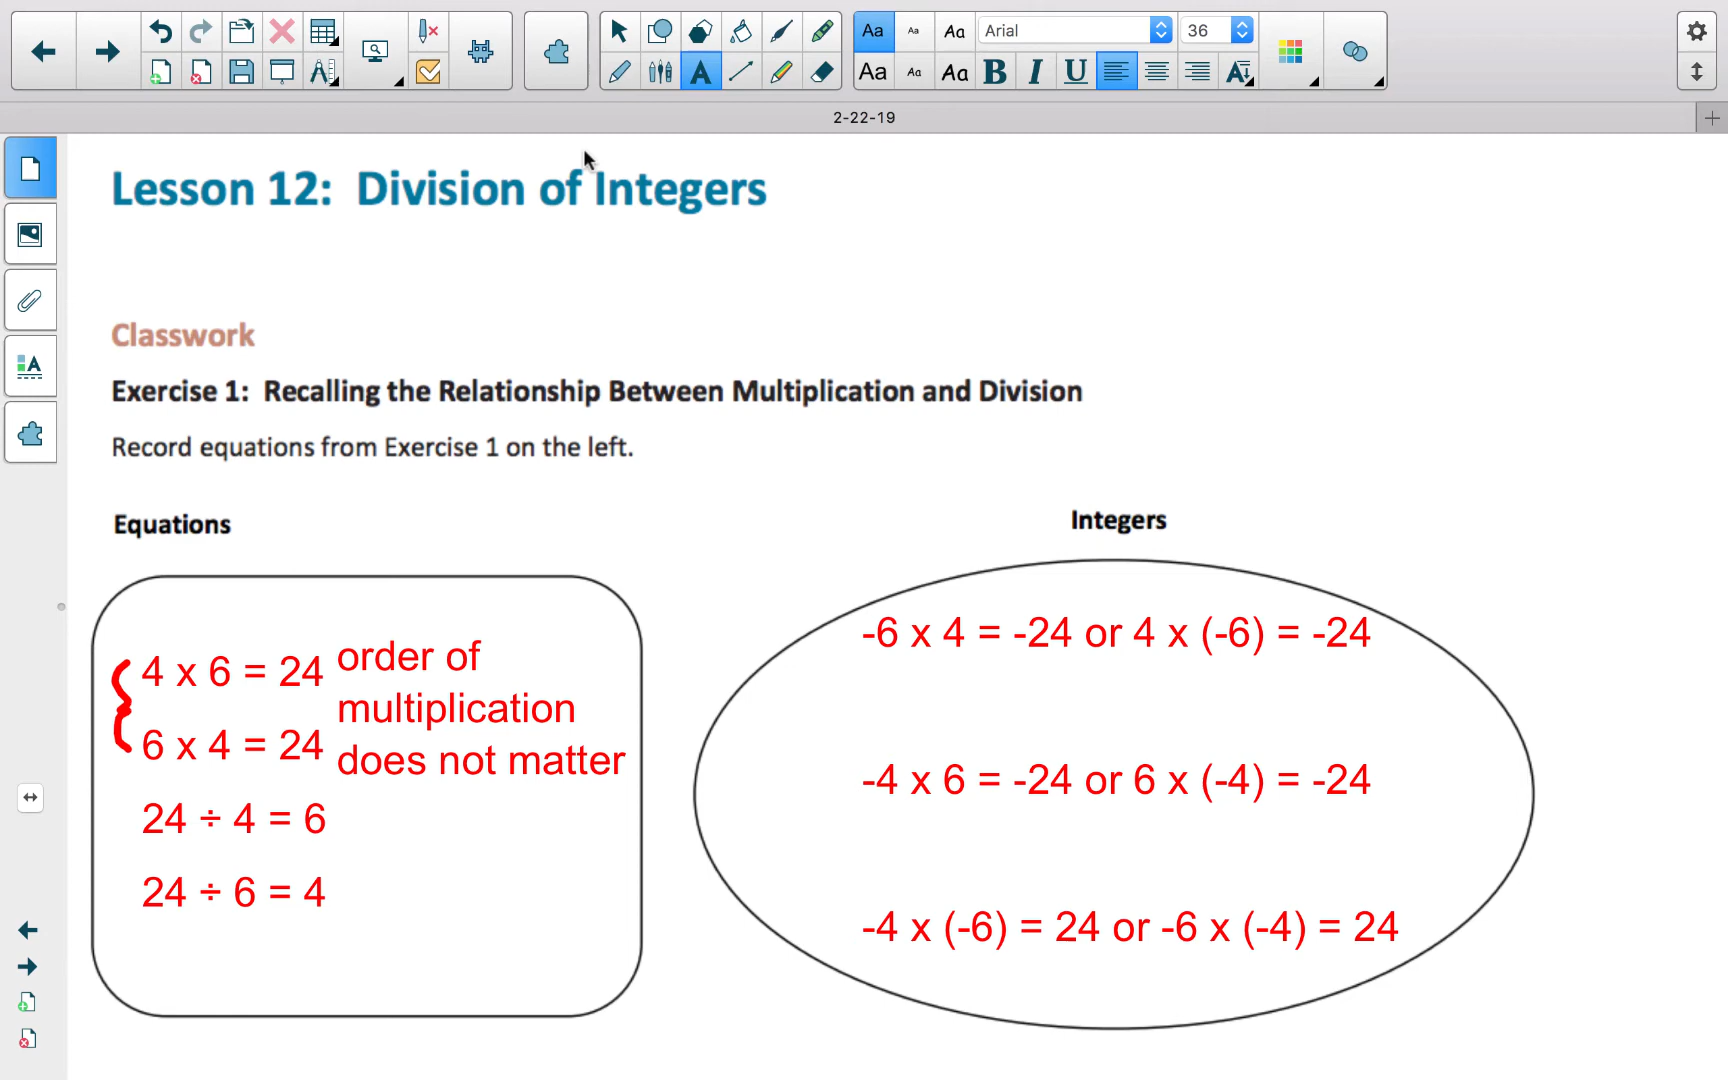 Aa Aa Aa Arial 36
Aa Aa Aa B I U A
2-22-19
Lesson 12: Division of Integers
Classwork
Exercise 1: Recalling the Relationship Between Multiplication and Division
Record equations from Exercise 1 on the left.
Equations
4 x 6 = 24
6 x 4 = 24
order of
multiplication
does not matter
24 ÷ 4 = 6
24 ÷ 6 = 4
Integers
-6 x 4 = -24 or 4 x (-6) = -24
-4 x 6 = -24 or 6 x (-4) = -24
-4 x (-6) = 24 or -6 x (-4) = 24